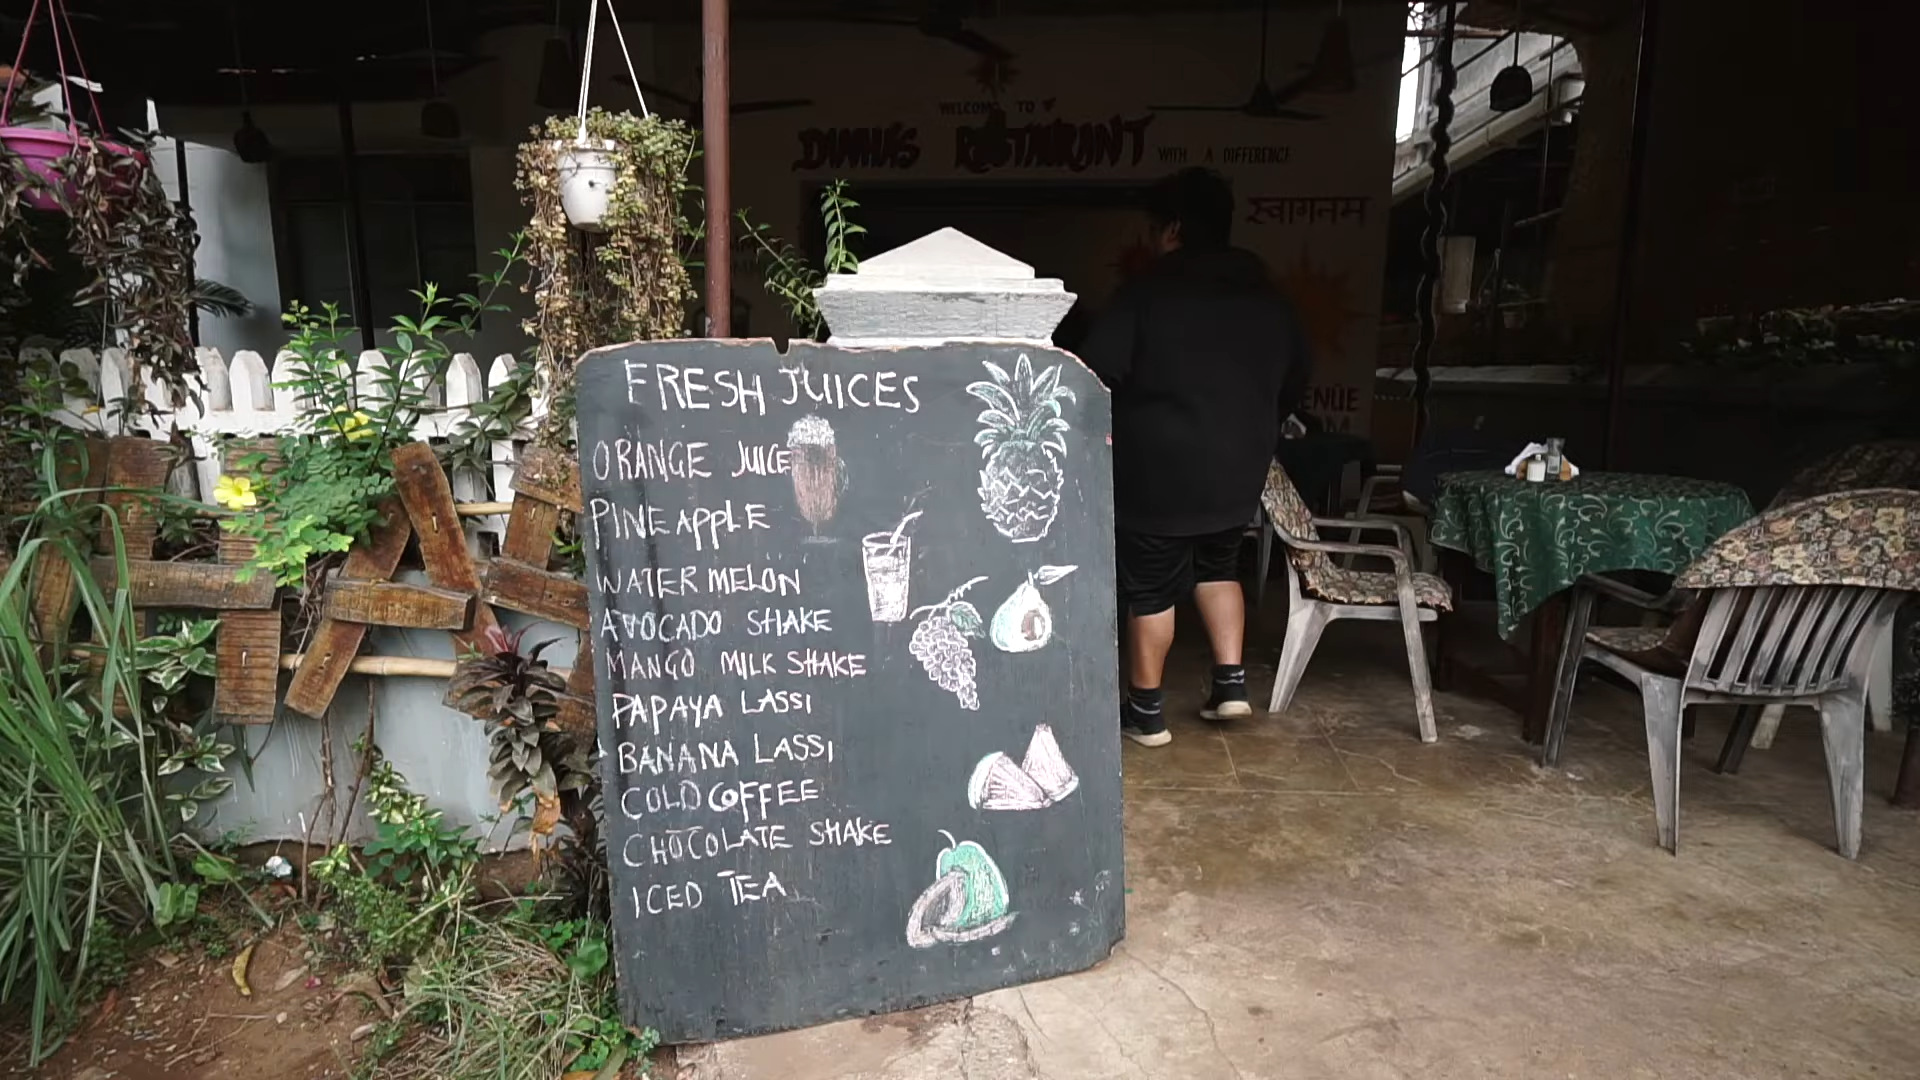 WELCOME TO
RESTAURANT WITH A DIFFERENCE
स्वागतम
FRESH JUICES
ORANGE JUICE
PINEAPPLE
WATER MELON
AVOCADO SHAKE
MANGO MILK SHAKE
PAPAYA LASSI
BANANA LASSI
COLD COFFEE
CHOCOLATE SHAKE
ICED TEA